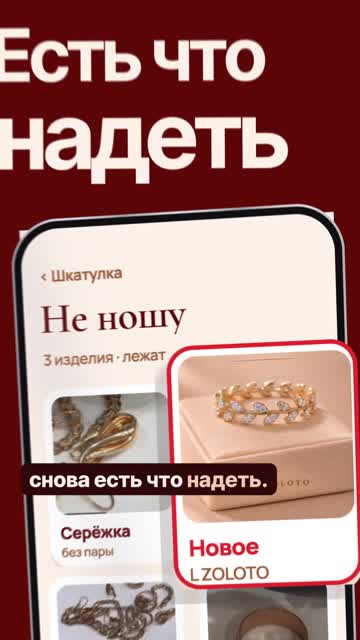 Есть что
надеть
‹ Шкатулка
Не ношу
3 изделия · лежат
снова есть что надеть.
Серёжка
без пары
Новое
L ZOLOTO